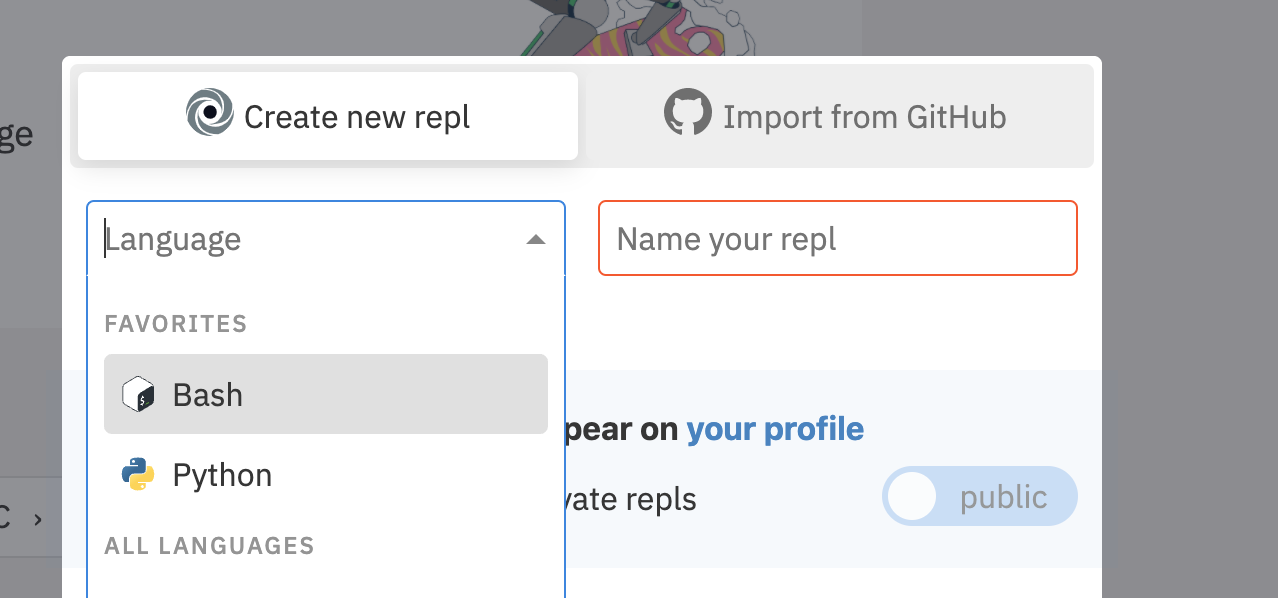 ge
Create new repl
Import from GitHub
Language
Name your repl
FAVORITES
Bash
pear on your profile
Python
vate repls
public
C ›
ALL LANGUAGES